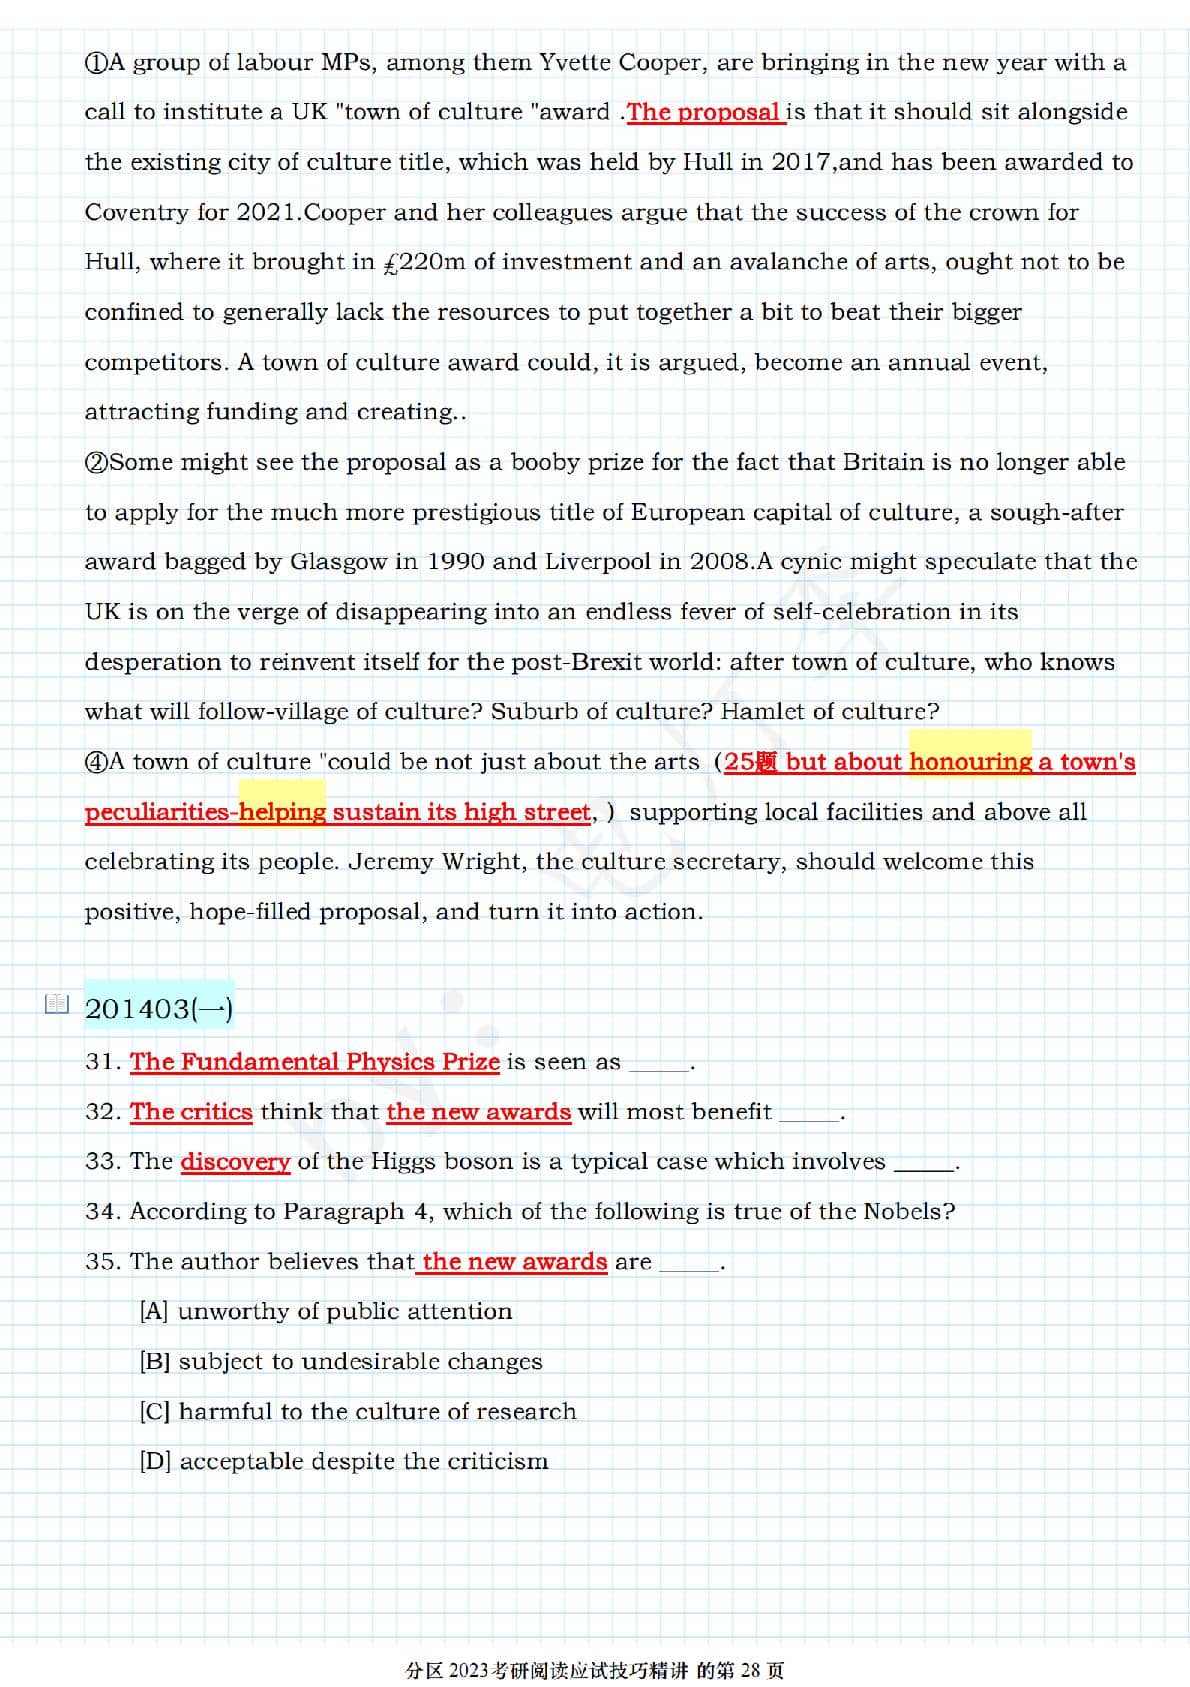 ①A group of labour MPs, among them Yvette Cooper, are bringing in the new year with a
call to institute a UK "town of culture "award .The proposal is that it should sit alongside
the existing city of culture title, which was held by Hull in 2017,and has been awarded to
Coventry for 2021.Cooper and her colleagues argue that the success of the crown for
Hull, where it brought in £220m of investment and an avalanche of arts, ought not to be
confined to generally lack the resources to put together a bit to beat their bigger
competitors. A town of culture award could, it is argued, become an annual event,
attracting funding and creating..
②Some might see the proposal as a booby prize for the fact that Britain is no longer able
to apply for the much more prestigious title of European capital of culture, a sough-after
award bagged by Glasgow in 1990 and Liverpool in 2008.A cynic might speculate that the
UK is on the verge of disappearing into an endless fever of self-celebration in its
desperation to reinvent itself for the post-Brexit world: after town of culture, who knows
what will follow-village of culture? Suburb of culture? Hamlet of culture?
④A town of culture "could be not just about the arts（25题 but about honouring a town's
peculiarities-helping sustain its high street, ）supporting local facilities and above all
celebrating its people. Jeremy Wright, the culture secretary, should welcome this
positive, hope-filled proposal, and turn it into action.
201403(一)
31. The Fundamental Physics Prize is seen as _____.
32. The critics think that the new awards will most benefit _____.
33. The discovery of the Higgs boson is a typical case which involves _____.
34. According to Paragraph 4, which of the following is true of the Nobels?
35. The author believes that the new awards are _____.
[A] unworthy of public attention
[B] subject to undesirable changes
[C] harmful to the culture of research
[D] acceptable despite the criticism
分区 2023考研阅读应试技巧精讲 的第 28 页